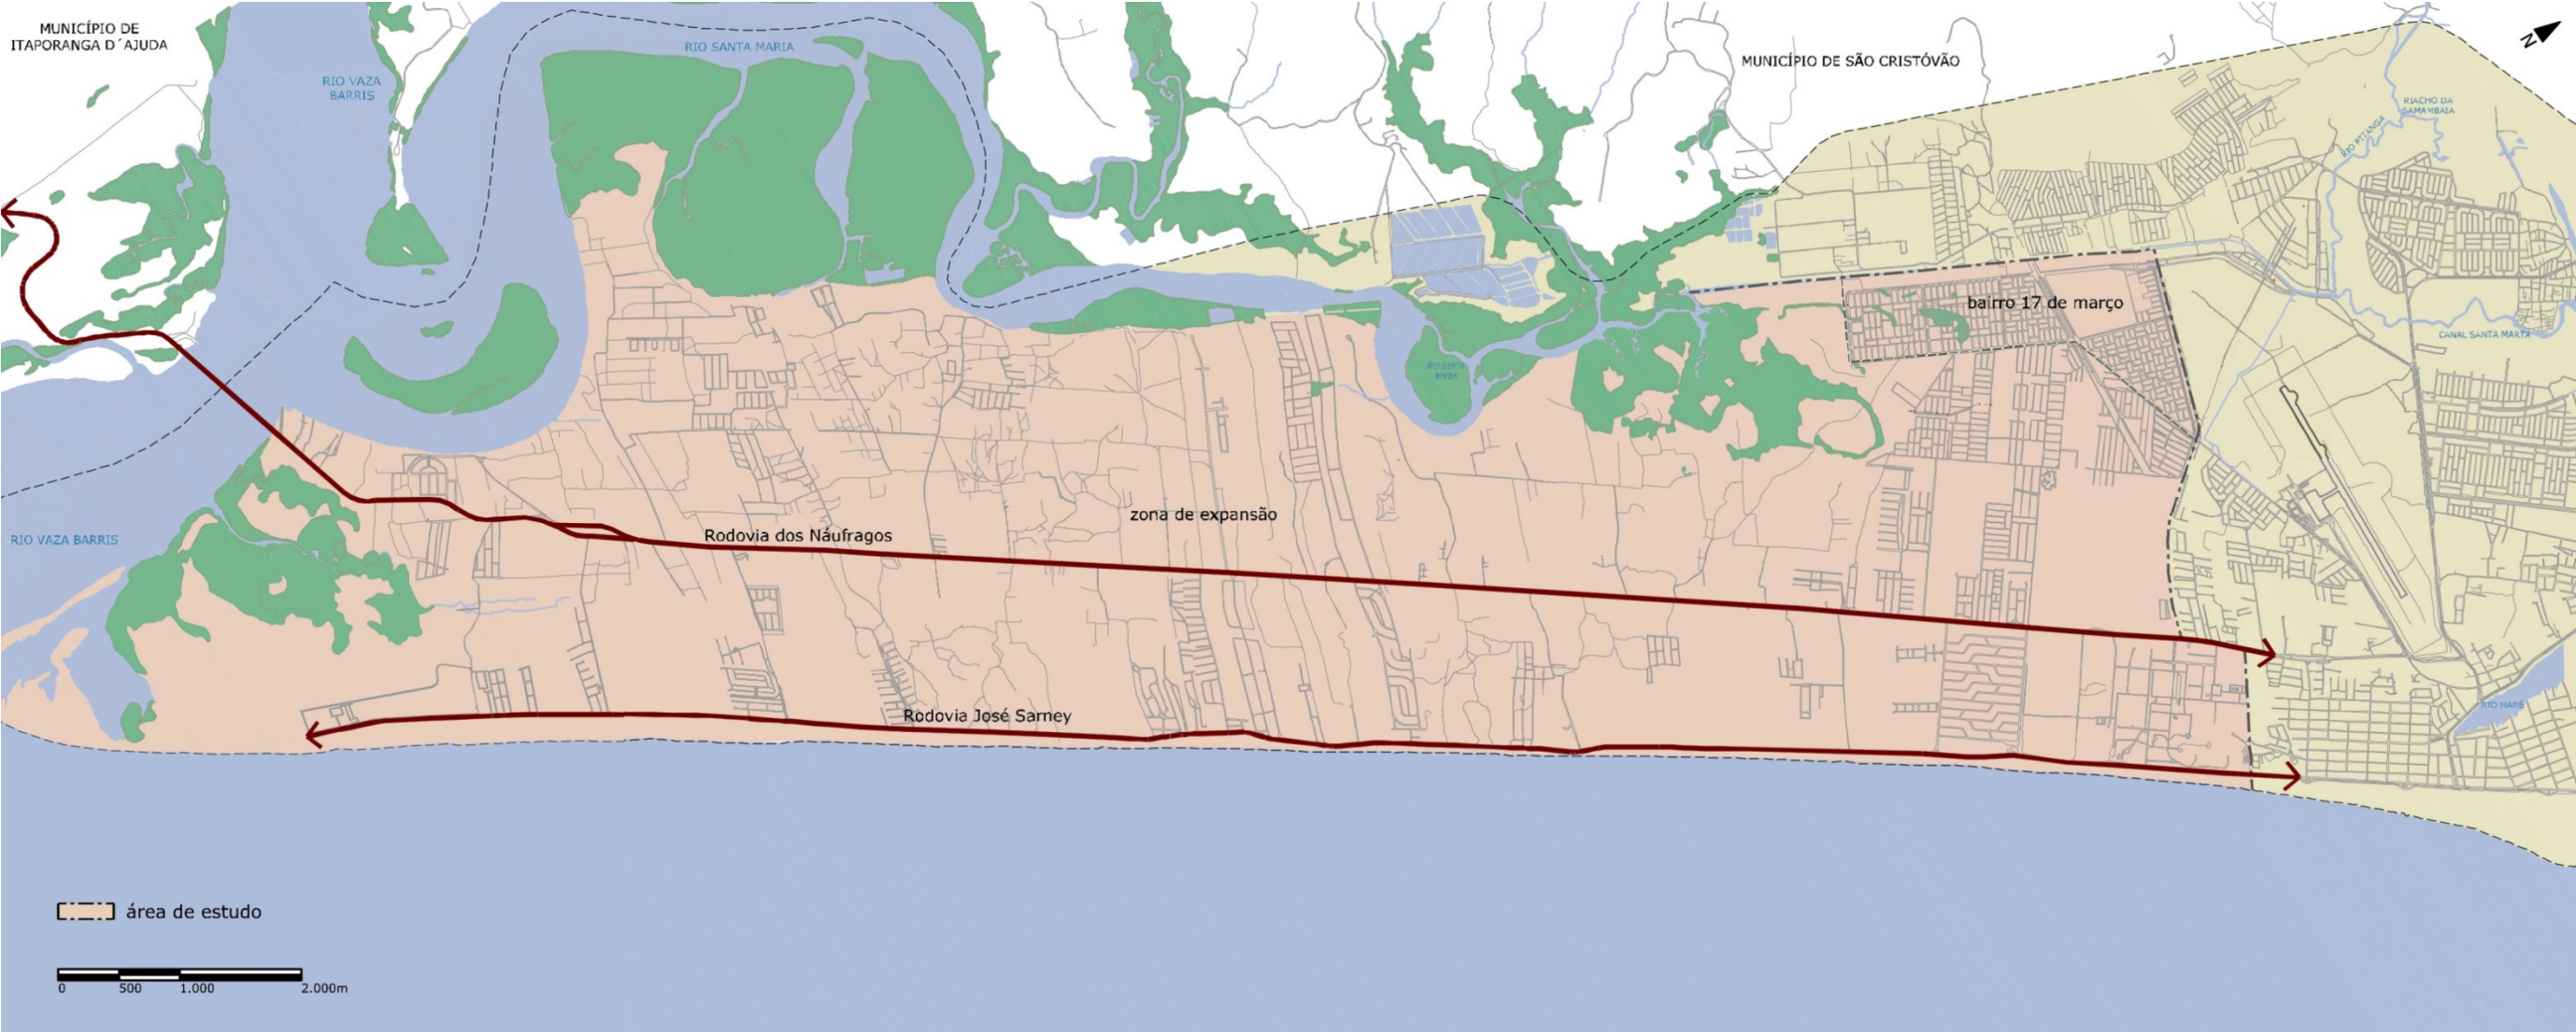 MUNICÍPIO DE
ITAPORANGA D´AJUDA
RIO VAZA
BARRIS
RIO SANTA MARIA
MUNICÍPIO DE SÃO CRISTÓVÃO
N
RIACHO DA
SAMAMBAIA
RIO PITANGA
bairro 17 de março
CANAL SANTA MARIA
zona de expansão
Rodovia dos Náufragos
RIO VAZA BARRIS
Rodovia José Sarney
RIO MARÉ
área de estudo
0 500 1.000 2.000m